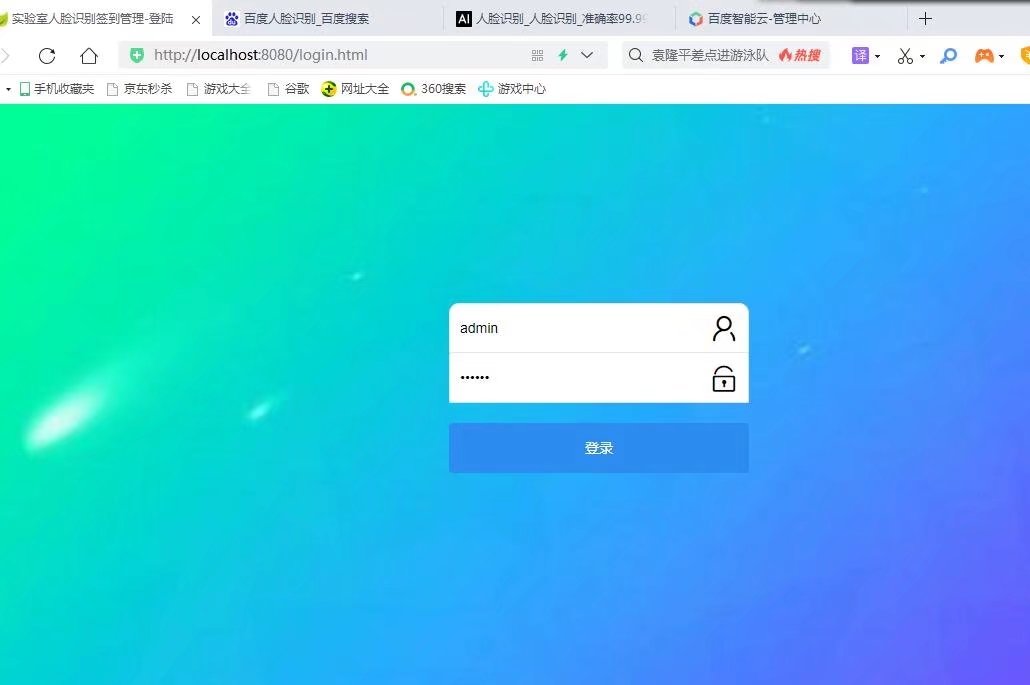 实验室人脸识别签到管理-登陆
百度人脸识别_百度搜索
人脸识别_人脸识别_准确率99.99
百度智能云-管理中心
http://localhost:8080/login.html
袁隆平差点进游泳队 热搜
译
手机收藏夹 京东秒杀 游戏大全 谷歌 网址大全 360搜索 游戏中心
admin
••••••
登录